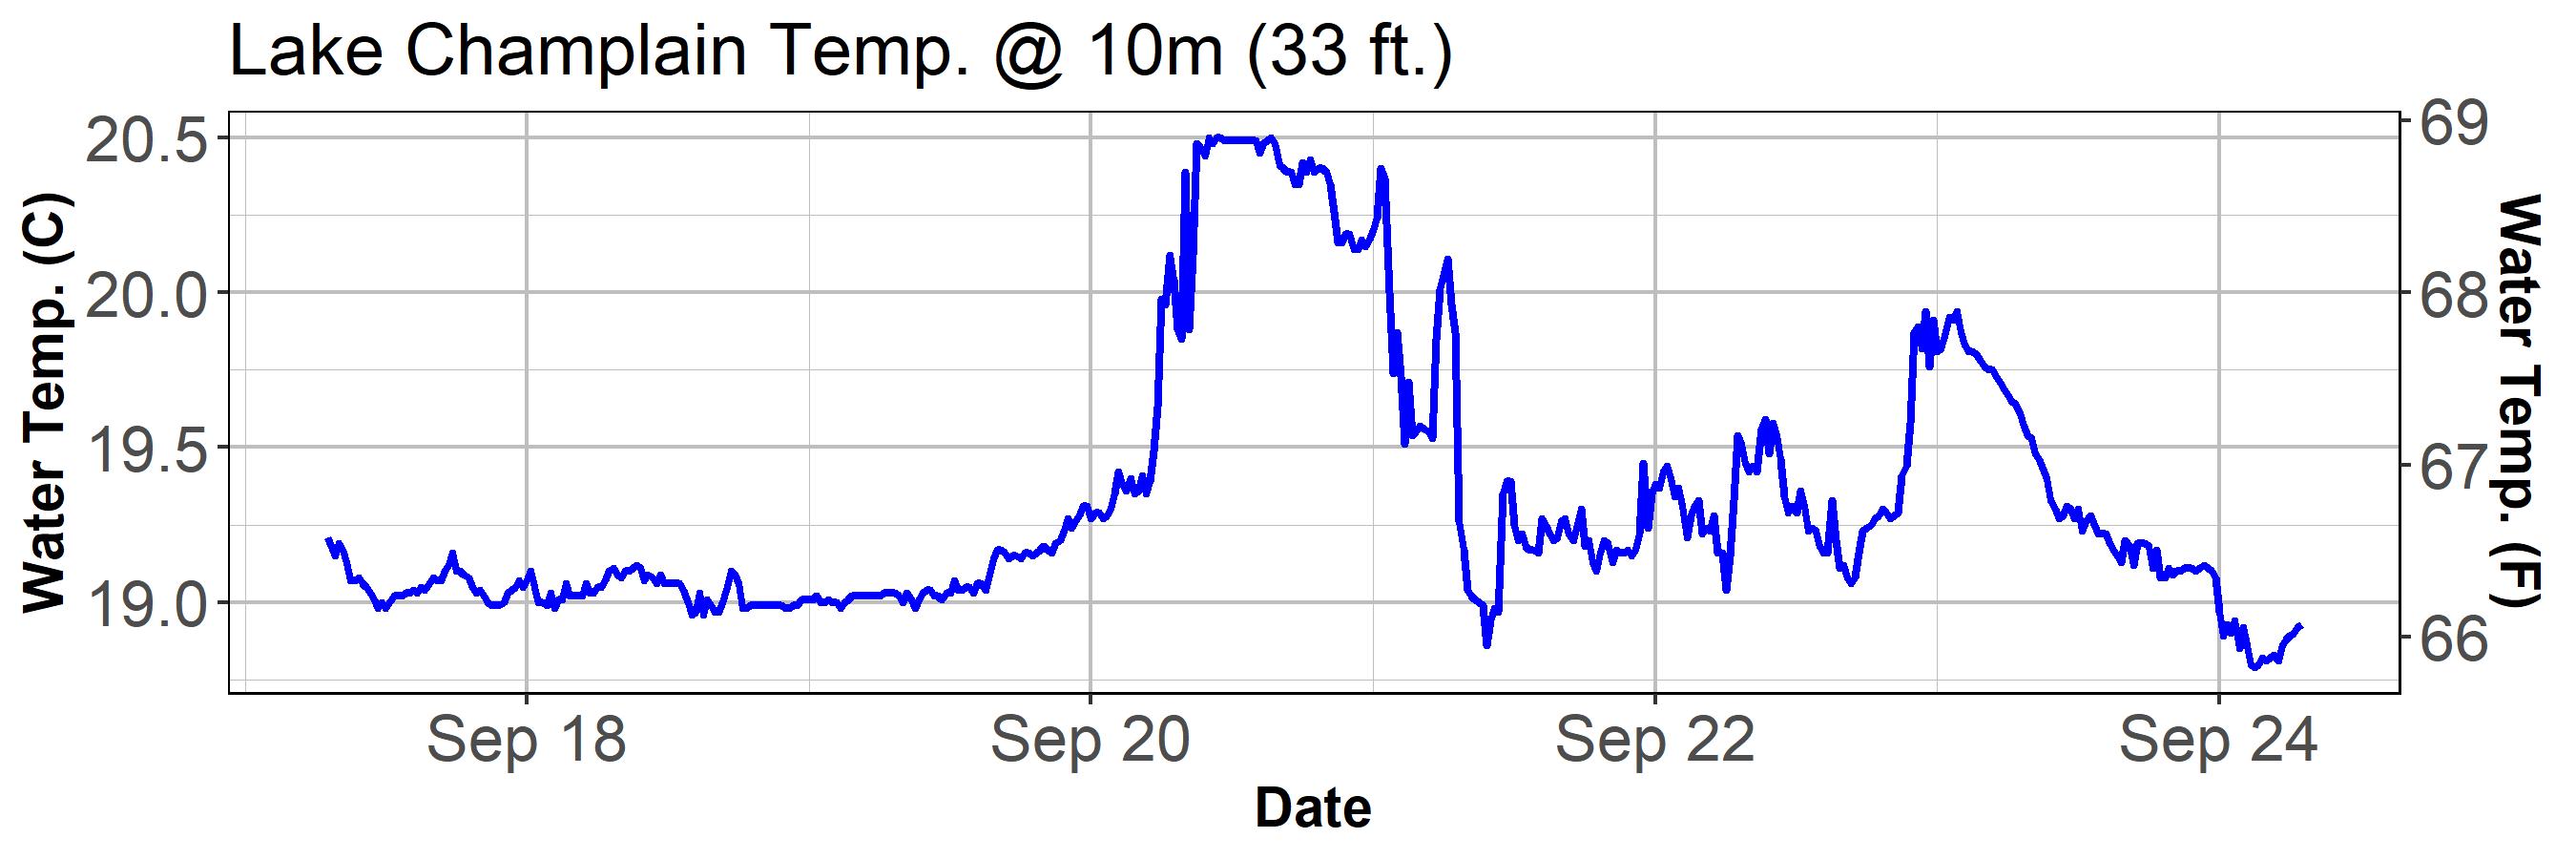 Lake Champlain Temp. @ 10m (33 ft.)
20.5
20.0
19.5
19.0
Water Temp. (C)
69
68
67
66
Water Temp. (F)
Sep 18
Sep 20
Sep 22
Sep 24
Date